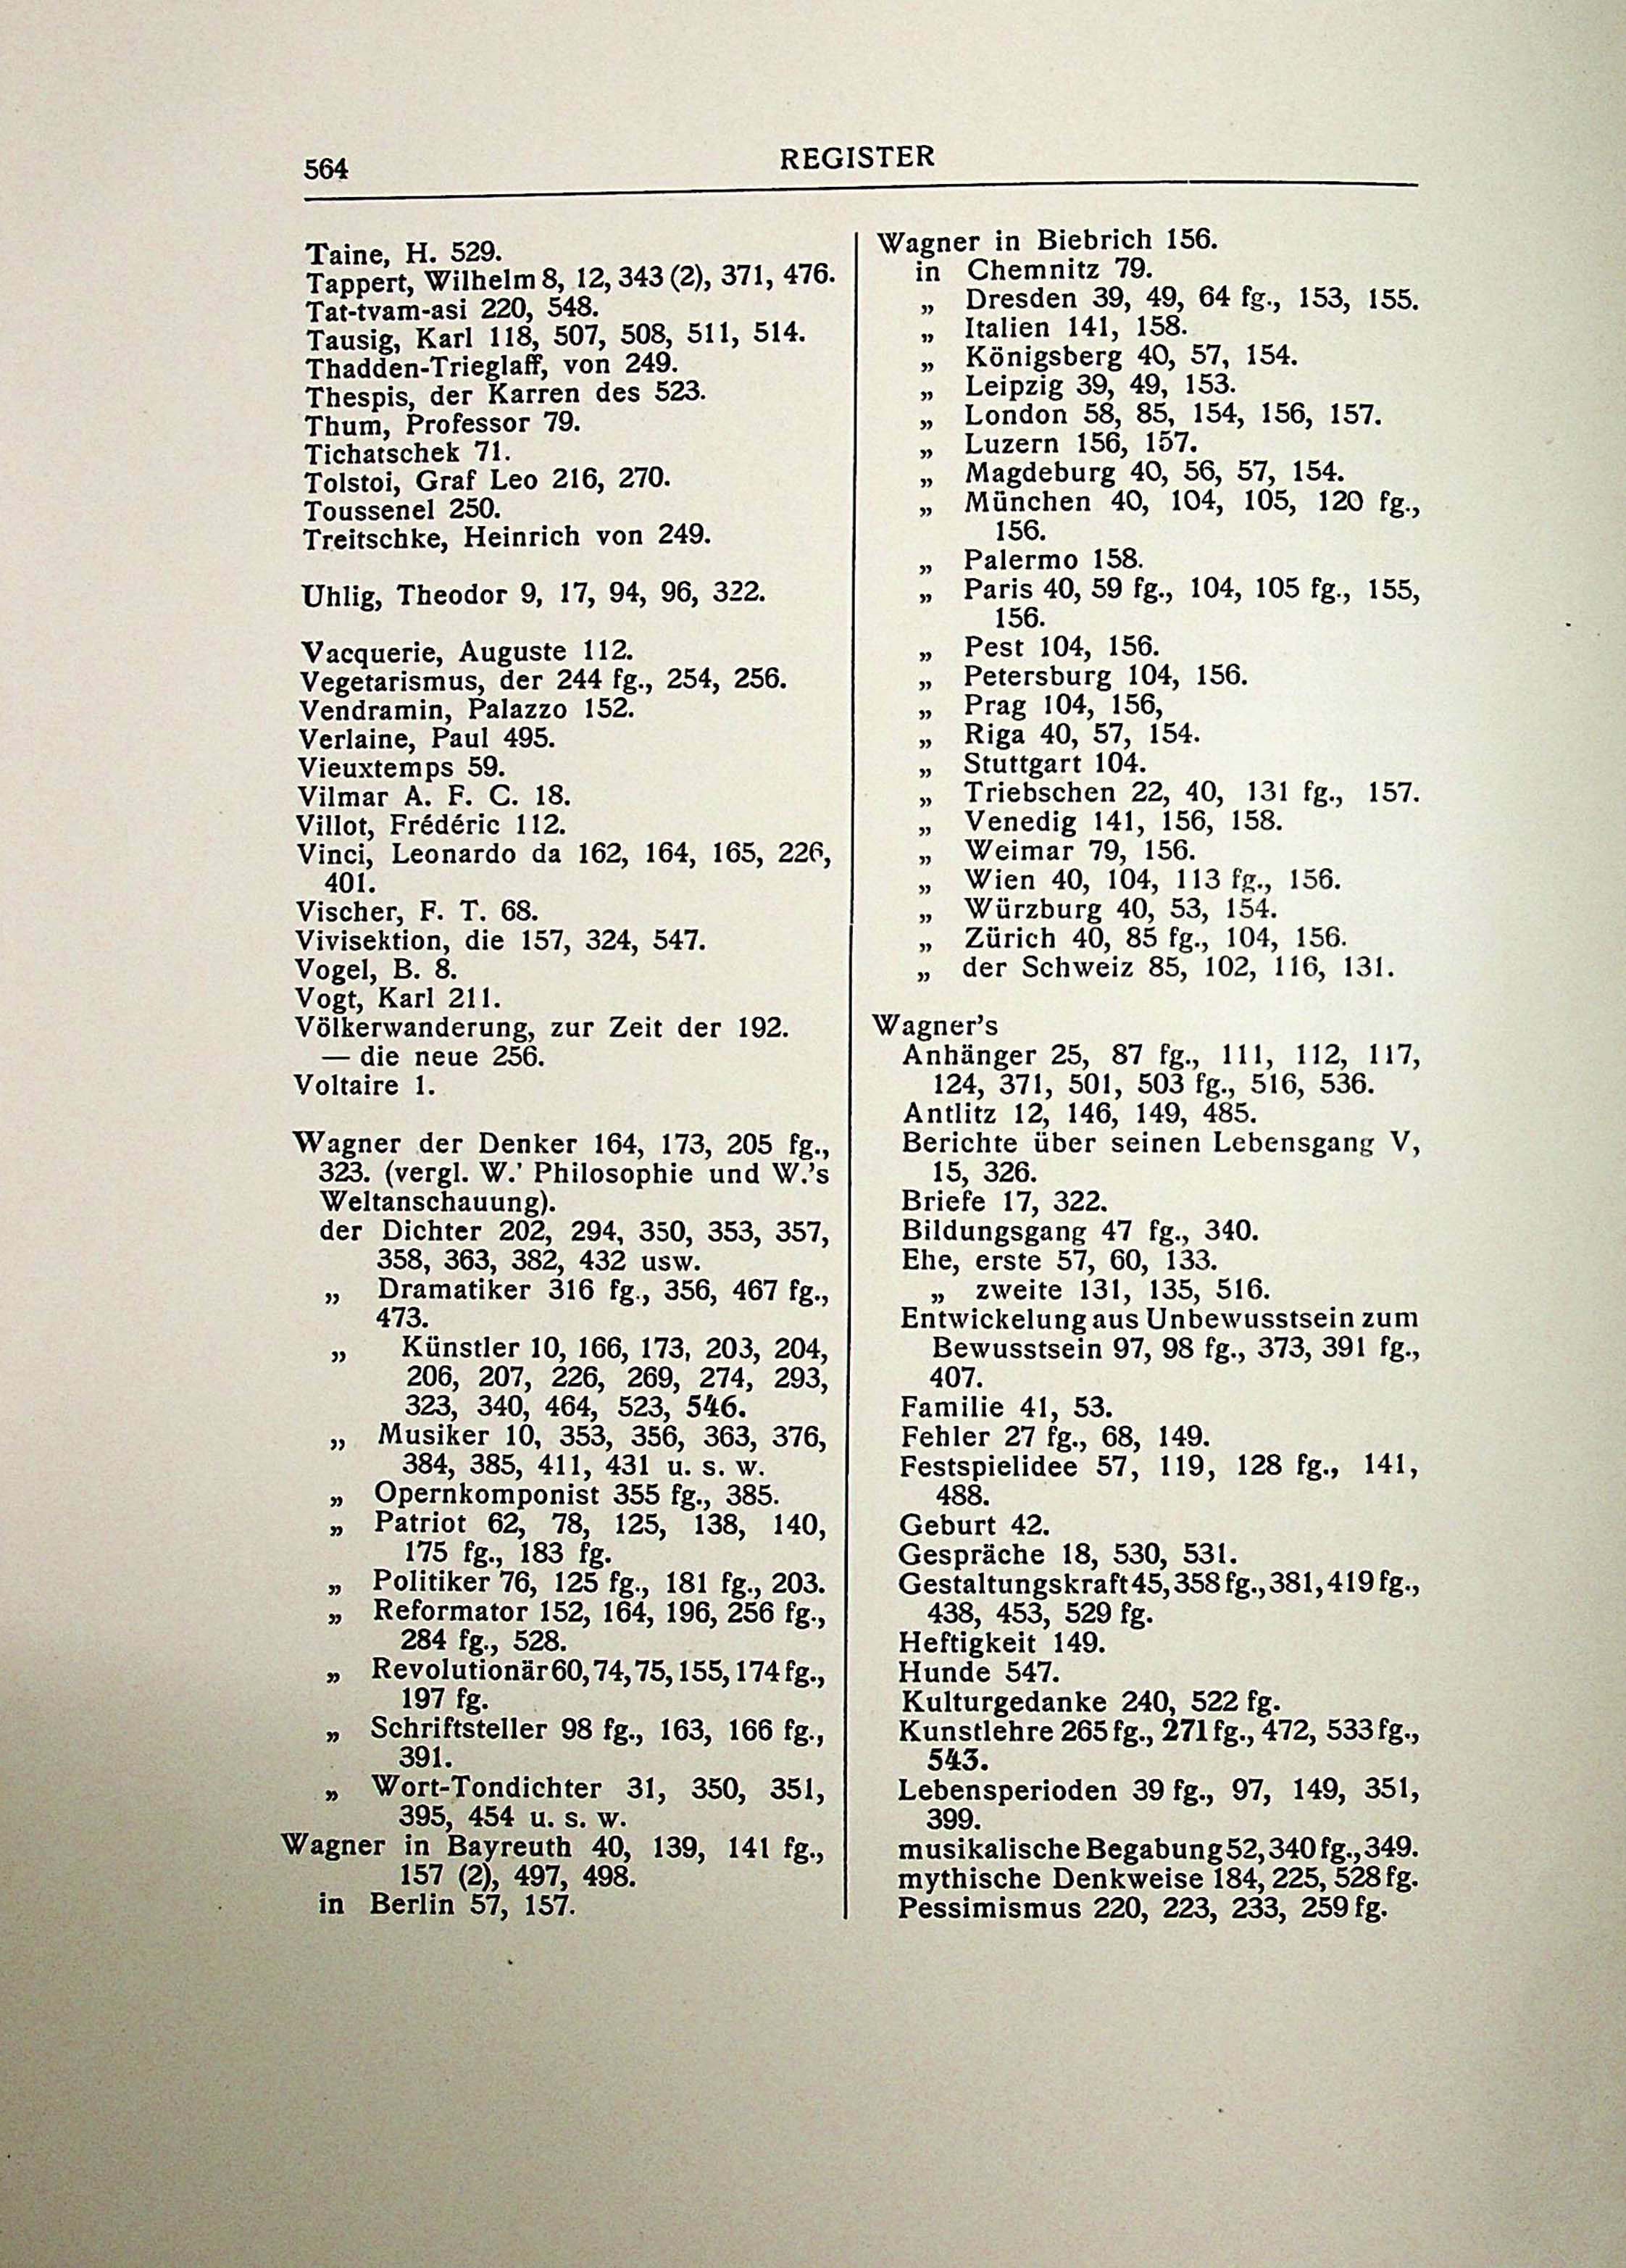 564
REGISTER
Taine, H. 529.
Tappert, Wilhelm 8, 12, 343 (2), 371, 476.
Tat-tvam-asi 220, 548.
Tausig, Karl 118, 507, 508, 511, 514.
Thadden-Trieglaff, von 249.
Thespis, der Karren des 523.
Thum, Professor 79.
Tichatschek 71.
Tolstoi, Graf Leo 216, 270.
Toussenel 250.
Treitschke, Heinrich von 249.
Uhlig, Theodor 9, 17, 94, 96, 322.
Vacquerie, Auguste 112.
Vegetarismus, der 244 fg., 254, 256.
Vendramin, Palazzo 152.
Verlaine, Paul 495.
Vieuxtemps 59.
Vilmar A. F. C. 18.
Villot, Frédéric 112.
Vinci, Leonardo da 162, 164, 165, 226,
401.
Vischer, F. T. 68.
Vivisektion, die 157, 324, 547.
Vogel, B. 8.
Vogt, Karl 211.
Völkerwanderung, zur Zeit der 192.
— die neue 256.
Voltaire 1.
Wagner der Denker 164, 173, 205 fg.,
323. (vergl. W.' Philosophie und W.'s
Weltanschauung).
der Dichter 202, 294, 350, 353, 357,
358, 363, 382, 432 usw.
„ Dramatiker 316 fg., 356, 467 fg.,
473.
„ Künstler 10, 166, 173, 203, 204,
206, 207, 226, 269, 274, 293,
323, 340, 464, 523, 546.
„ Musiker 10, 353, 356, 363, 376,
384, 385, 411, 431 u. s. w.
„ Opernkomponist 355 fg., 385.
„ Patriot 62, 78, 125, 138, 140,
175 fg., 183 fg.
„ Politiker 76, 125 fg., 181 fg., 203.
„ Reformator 152, 164, 196, 256 fg.,
284 fg., 528.
„ Revolutionär 60, 74, 75, 155, 174 fg.,
197 fg.
„ Schriftsteller 98 fg., 163, 166 fg.,
391.
„ Wort-Tondichter 31, 350, 351,
395, 454 u. s. w.
Wagner in Bayreuth 40, 139, 141 fg.,
157 (2), 497, 498.
in Berlin 57, 157.
Wagner in Biebrich 156.
in Chemnitz 79.
„ Dresden 39, 49, 64 fg., 153, 155.
„ Italien 141, 158.
„ Königsberg 40, 57, 154.
„ Leipzig 39, 49, 153.
„ London 58, 85, 154, 156, 157.
„ Luzern 156, 157.
„ Magdeburg 40, 56, 57, 154.
„ München 40, 104, 105, 120 fg.,
156.
„ Palermo 158.
„ Paris 40, 59 fg., 104, 105 fg., 155,
156.
„ Pest 104, 156.
„ Petersburg 104, 156.
„ Prag 104, 156,
„ Riga 40, 57, 154.
„ Stuttgart 104.
„ Triebschen 22, 40, 131 fg., 157.
„ Venedig 141, 156, 158.
„ Weimar 79, 156.
„ Wien 40, 104, 113 fg., 156.
„ Würzburg 40, 53, 154.
„ Zürich 40, 85 fg., 104, 156.
„ der Schweiz 85, 102, 116, 131.
Wagner's
Anhänger 25, 87 fg., 111, 112, 117,
124, 371, 501, 503 fg., 516, 536.
Antlitz 12, 146, 149, 485.
Berichte über seinen Lebensgang V,
15, 326.
Briefe 17, 322.
Bildungsgang 47 fg., 340.
Ehe, erste 57, 60, 133.
„ zweite 131, 135, 516.
Entwickelung aus Unbewusstsein zum
Bewusstsein 97, 98 fg., 373, 391 fg.,
407.
Familie 41, 53.
Fehler 27 fg., 68, 149.
Festspielidee 57, 119, 128 fg., 141,
488.
Geburt 42.
Gespräche 18, 530, 531.
Gestaltungskraft 45, 358 fg., 381, 419 fg.,
438, 453, 529 fg.
Heftigkeit 149.
Hunde 547.
Kulturgedanke 240, 522 fg.
Kunstlehre 265 fg., 271 fg., 472, 533 fg.,
543.
Lebensperioden 39 fg., 97, 149, 351,
399.
musikalische Begabung 52, 340 fg., 349.
mythische Denkweise 184, 225, 528 fg.
Pessimismus 220, 223, 233, 259 fg.